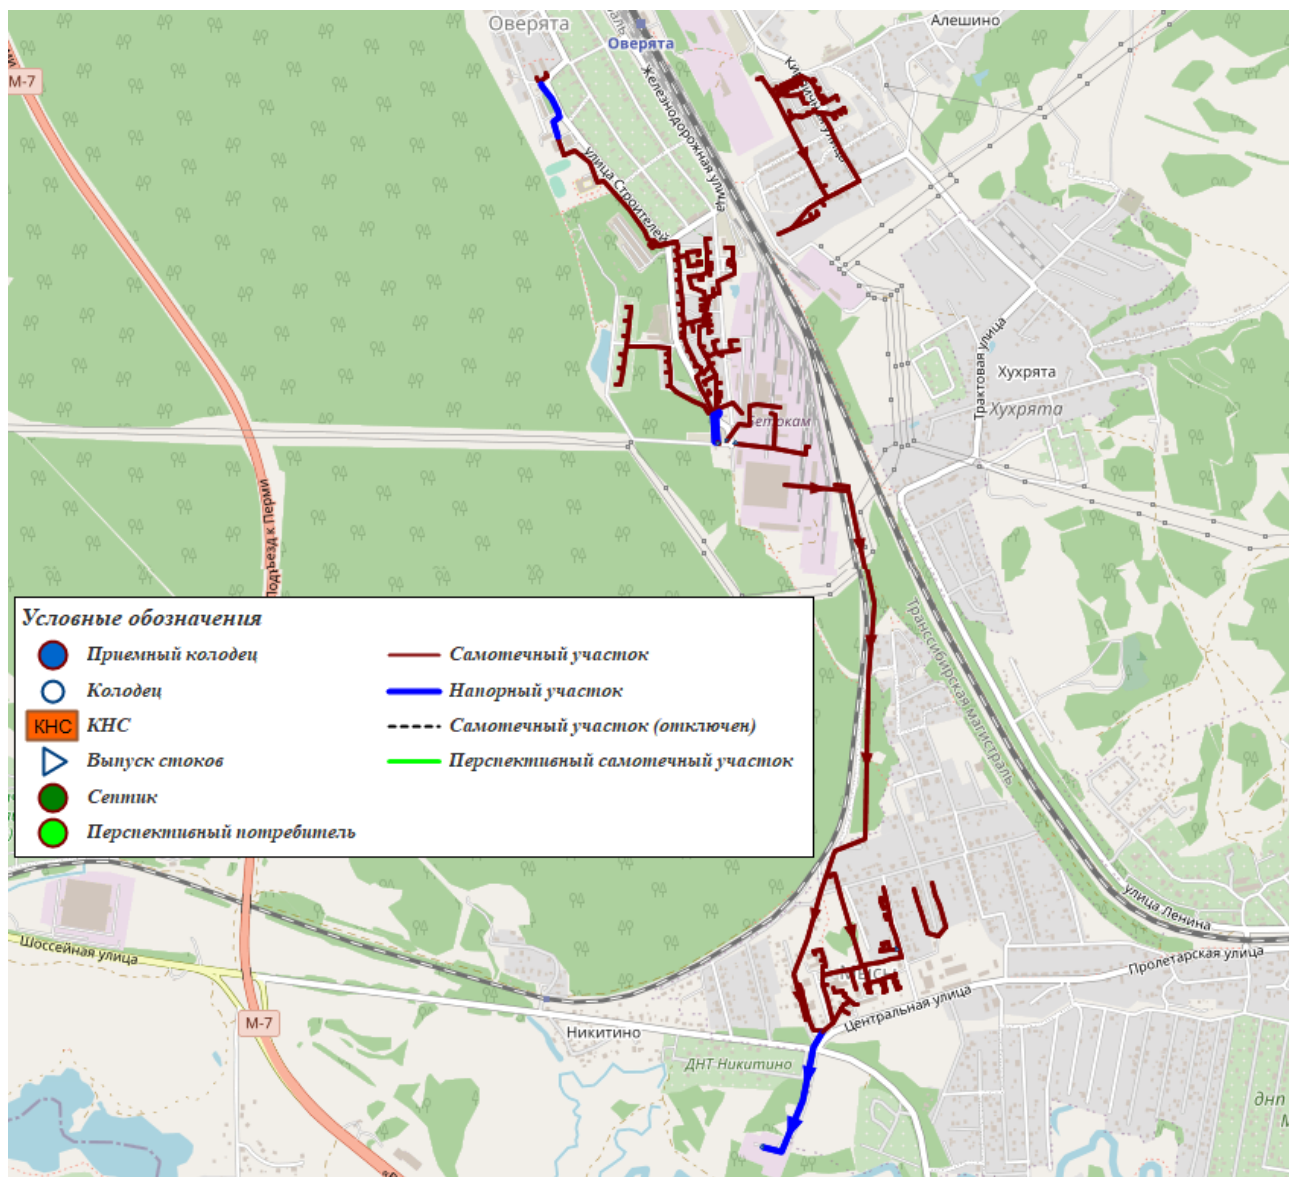 Оверята
Алешино
Оверята
М-7
Железнодорожная улица
улица Строителей
Трактовая улица
Хухрята
Хухрята
Подъезд к Перми
Условные обозначения
Приемный колодец
Самотечный участок
Колодец
Напорный участок
КНС
КНС
Самотечный участок (отключен)
Выпуск стоков
Перспективный самотечный участок
Септик
Перспективный потребитель
Транссибирская магистраль
улица Ленина
Шоссейная улица
Пролетарская улица
Мысы
Центральная улица
М-7
Никитино
ДНТ Никитино
днп